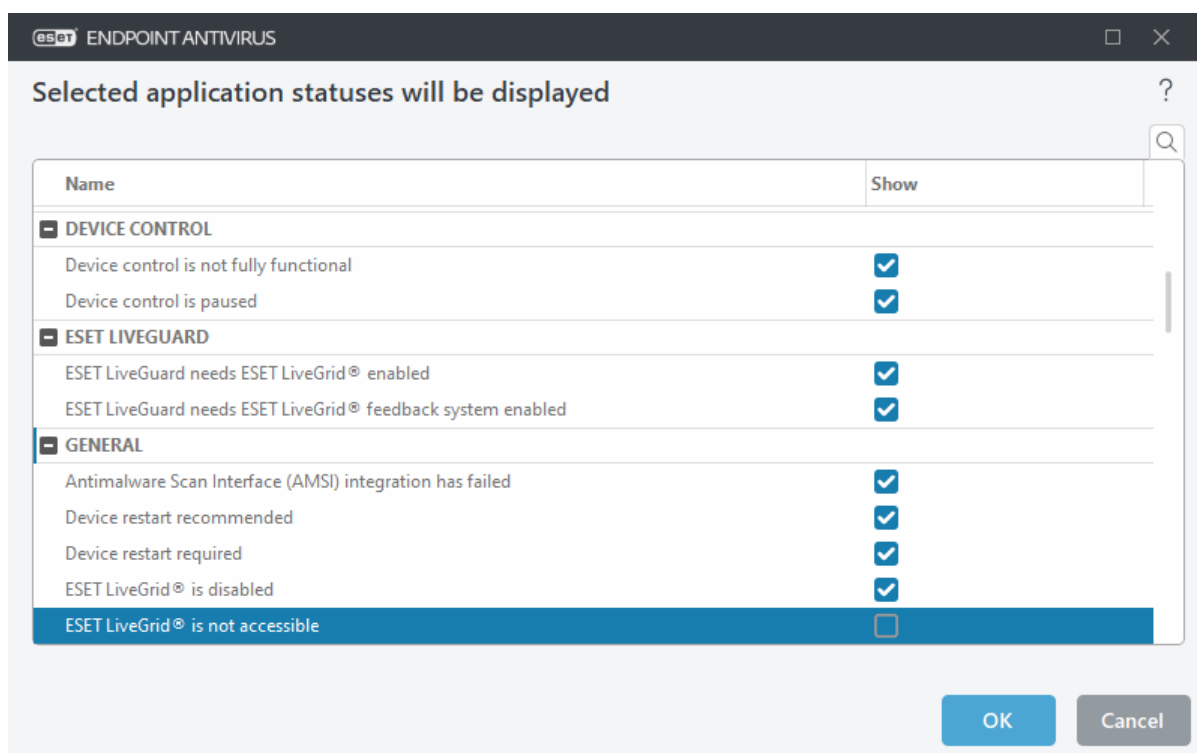 eseT ENDPOINT ANTIVIRUS
Selected application statuses will be displayed
?
Name Show
DEVICE CONTROL
Device control is not fully functional
Device control is paused
ESET LIVEGUARD
ESET LiveGuard needs ESET LiveGrid® enabled
ESET LiveGuard needs ESET LiveGrid® feedback system enabled
GENERAL
Antimalware Scan Interface (AMSI) integration has failed
Device restart recommended
Device restart required
ESET LiveGrid® is disabled
ESET LiveGrid® is not accessible
OK Cancel